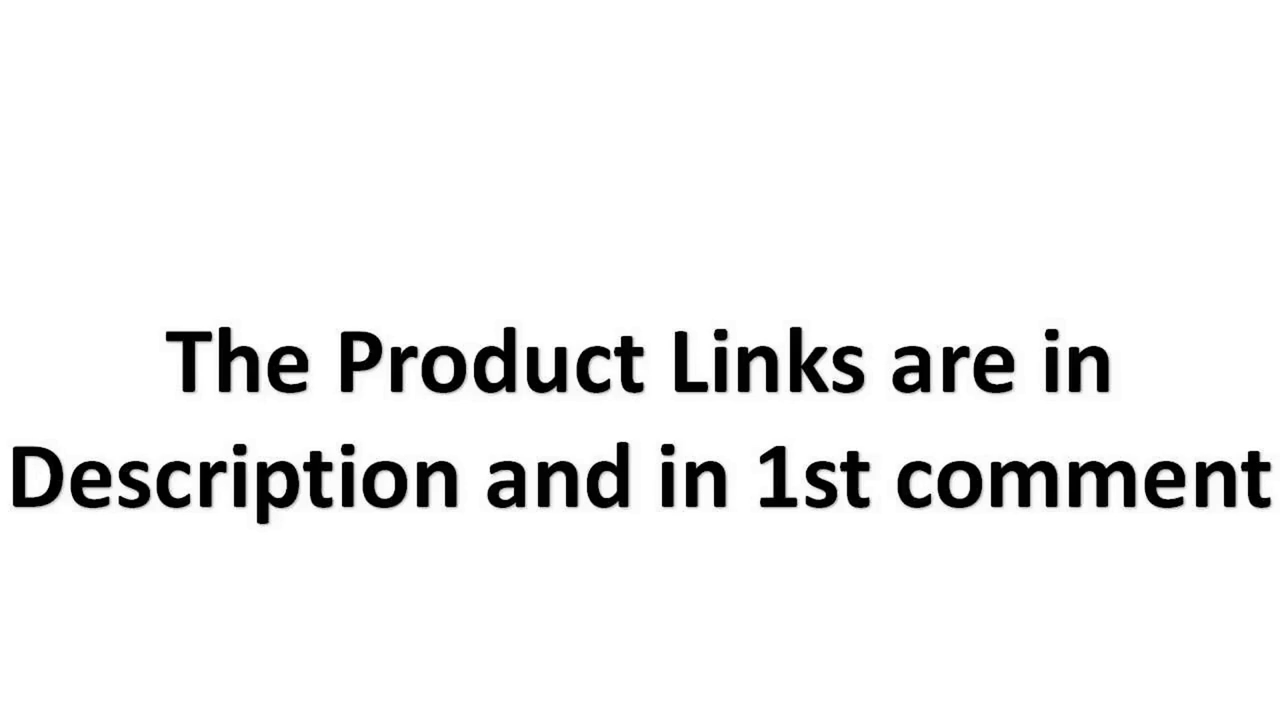 The Product Links are in
Description and in 1st comment